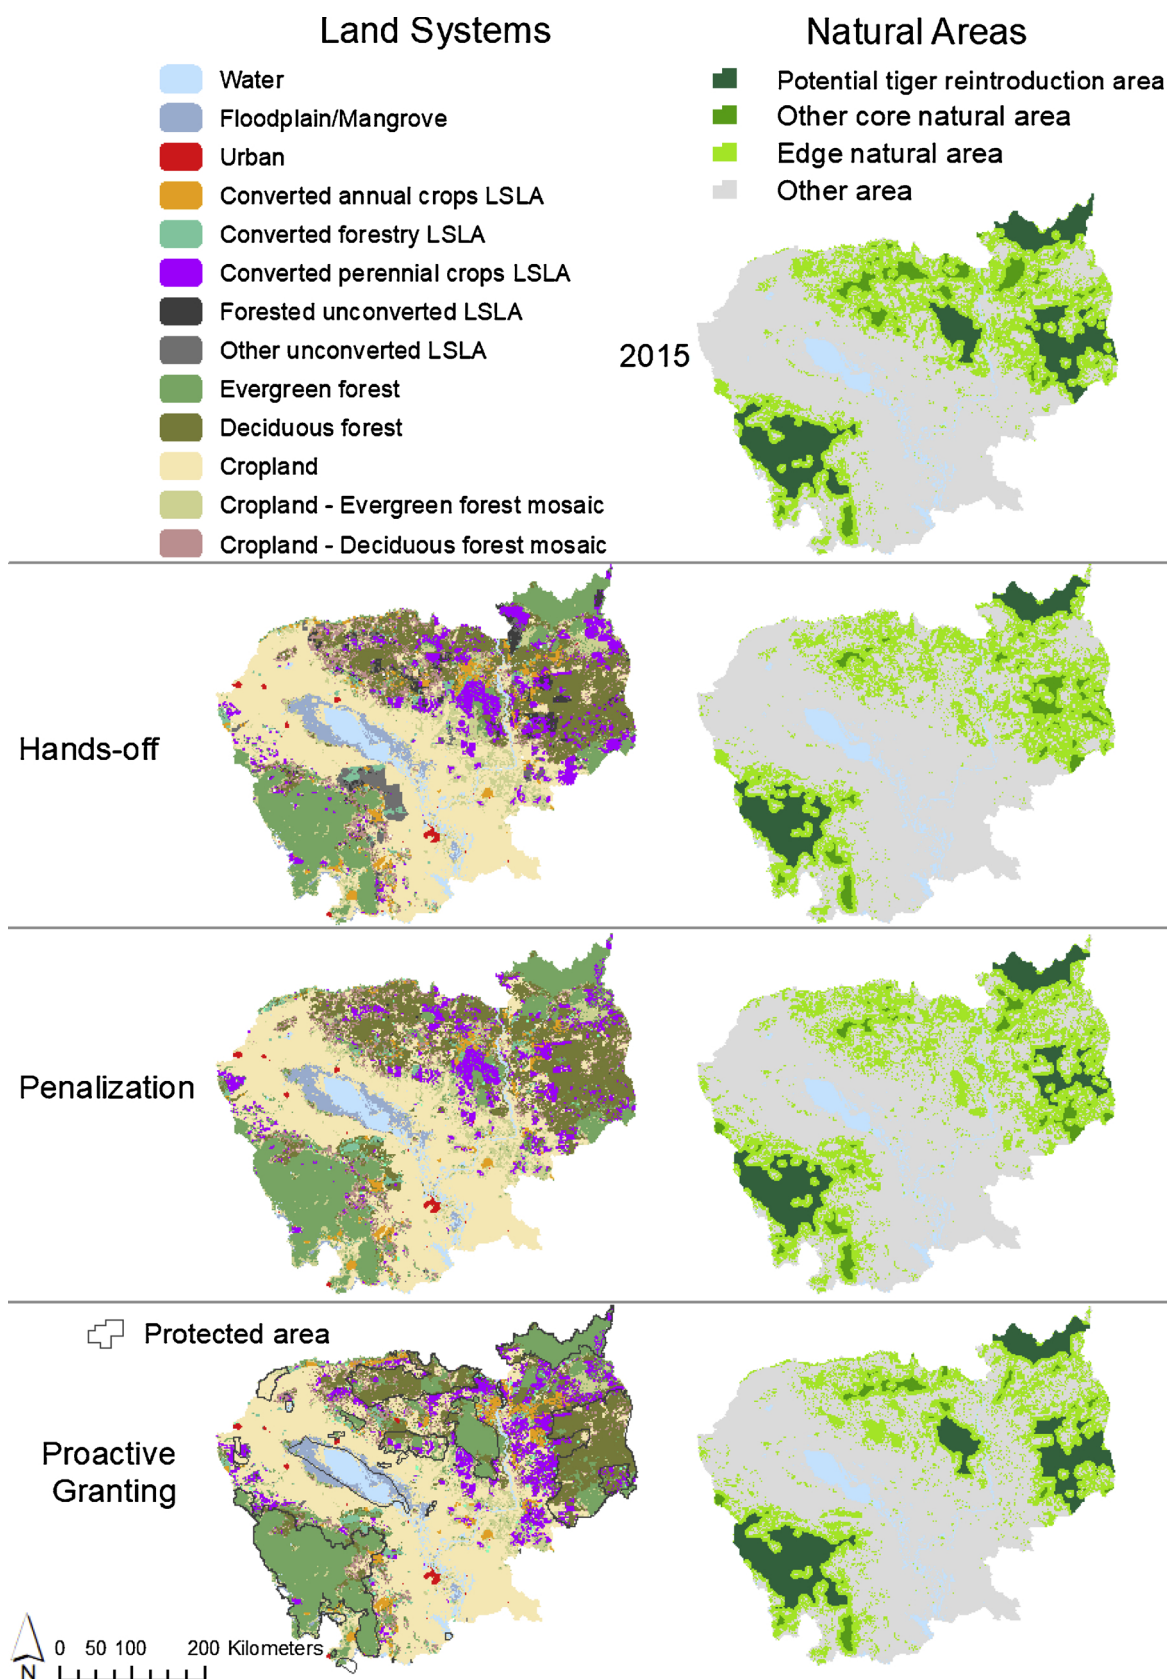 Land Systems
Water
Floodplain/Mangrove
Urban
Converted annual crops LSLA
Converted forestry LSLA
Converted perennial crops LSLA
Forested unconverted LSLA
Other unconverted LSLA
Evergreen forest
Deciduous forest
Cropland
Cropland - Evergreen forest mosaic
Cropland - Deciduous forest mosaic
Natural Areas
Potential tiger reintroduction area
Other core natural area
Edge natural area
Other area
2015
Hands-off
Penalization
Protected area
Proactive
Granting
0 50 100 200 Kilometers
N